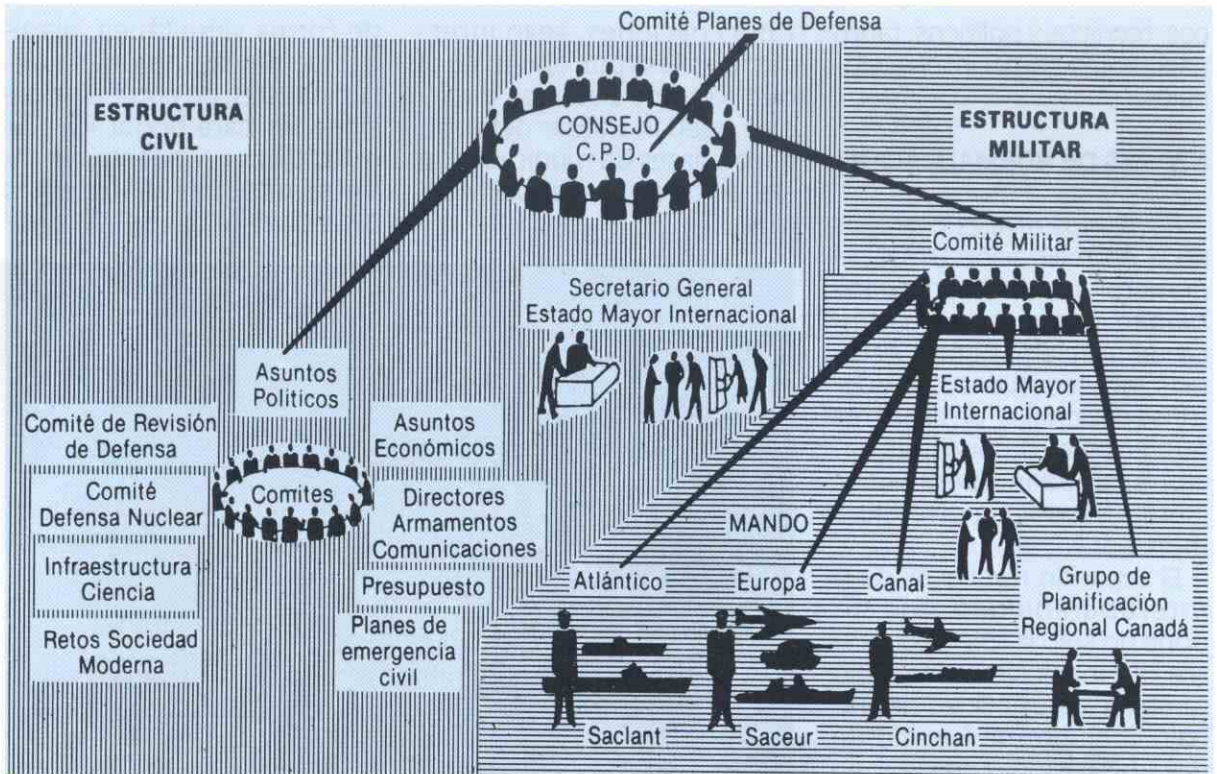 Comité Planes de Defensa
ESTRUCTURA
CIVIL
CONSEJO
C.P.D.
ESTRUCTURA
MILITAR
Comité Militar
Secretario General
Estado Mayor Internacional
Asuntos
Politicos
Comité de Revisión
de Defensa
Comité
Defensa Nuclear
Infraestructura
Ciencia
Retos Sociedad
Moderna
Comites
Asuntos
Económicos
Directores
Armamentos
Comunicaciones
Presupuesto
Planes de
emergencia
civil
Estado Mayor
Internacional
MANDO
Atlántico
Europa
Canal
Grupo de
Planificación
Regional Canadá
Saclant
Saceur
Cinchan